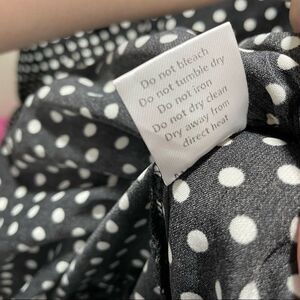 Do not bleach
Do not tumble dry
Do not iron
Do not dry clean
Dry away from
direct heat